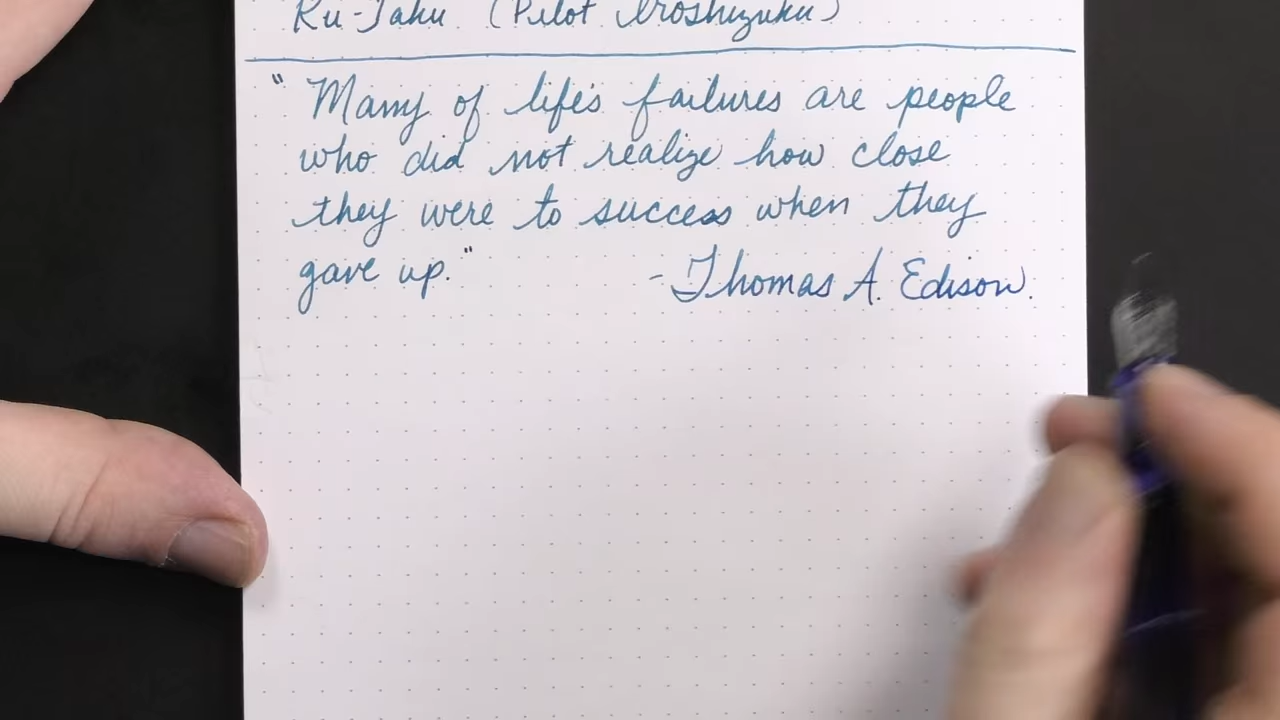 Ku-Jaku (Pilot Iroshizuku)
"Many of life's failures are people
who did not realize how close
they were to success when they
gave up."
- Thomas A. Edison.